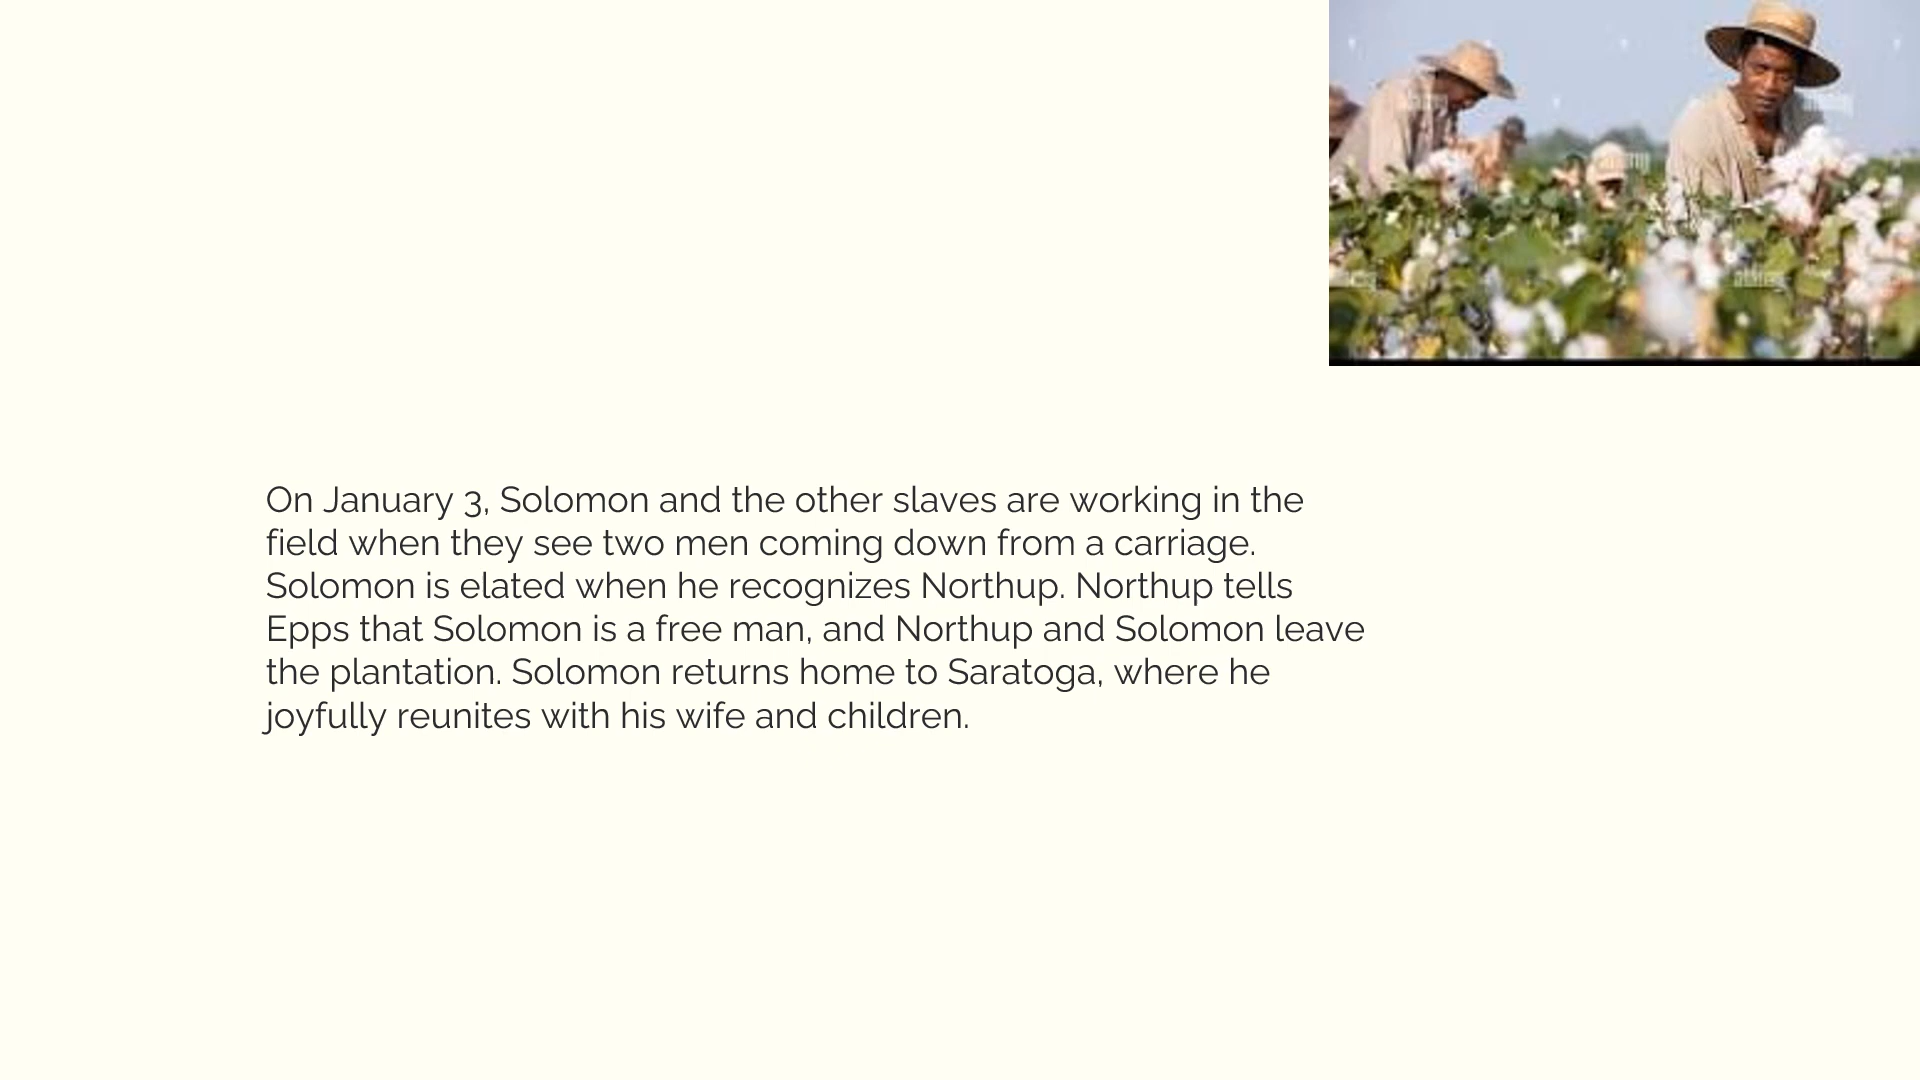 On January 3, Solomon and the other slaves are working in the
field when they see two men coming down from a carriage.
Solomon is elated when he recognizes Northup. Northup tells
Epps that Solomon is a free man, and Northup and Solomon leave
the plantation. Solomon returns home to Saratoga, where he
joyfully reunites with his wife and children.